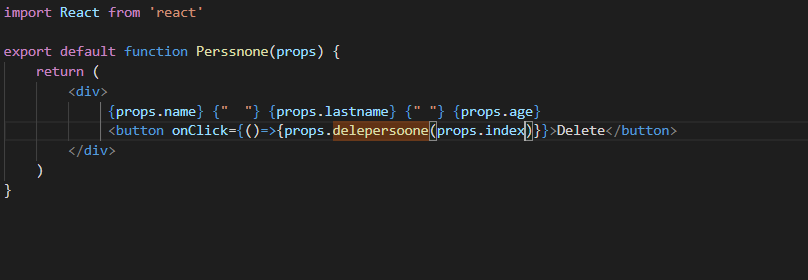 import React from 'react'
export default function Perssnone(props) {
return (
<div>
{props.name} {"  "} {props.lastname} {" "} {props.age}
<button onClick={()=>{props.delepersoone(props.index)}}>Delete</button>
</div>
)
}